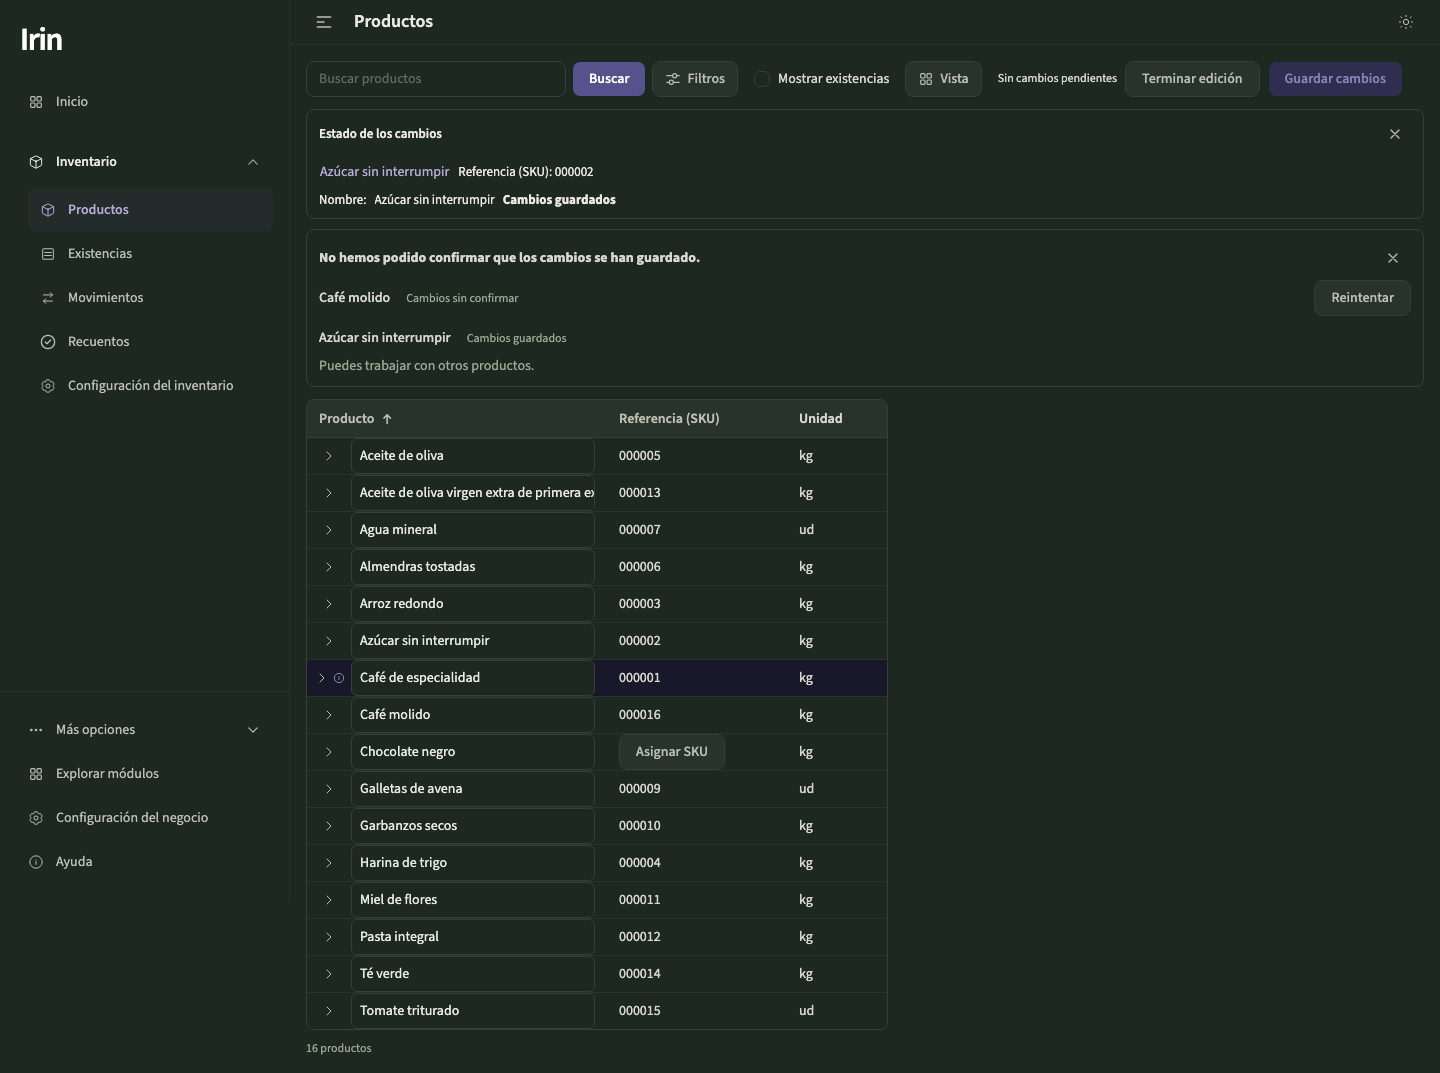 Irin
Productos
Inicio
Inventario
Productos
Existencias
Movimientos
Recuentos
Configuración del inventario
Más opciones
Explorar módulos
Configuración del negocio
Ayuda
Buscar productos Buscar Filtros Mostrar existencias Vista Sin cambios pendientes Terminar edición Guardar cambios
Estado de los cambios
Azúcar sin interrumpir Referencia (SKU): 000002
Nombre: Azúcar sin interrumpir Cambios guardados
No hemos podido confirmar que los cambios se han guardado.
Café molido Cambios sin confirmar Reintentar
Azúcar sin interrumpir Cambios guardados
Puedes trabajar con otros productos.
Producto Referencia (SKU) Unidad
Aceite de oliva 000005 kg
Aceite de oliva virgen extra de primera ex 000013 kg
Agua mineral 000007 ud
Almendras tostadas 000006 kg
Arroz redondo 000003 kg
Azúcar sin interrumpir 000002 kg
Café de especialidad 000001 kg
Café molido 000016 kg
Chocolate negro Asignar SKU kg
Galletas de avena 000009 ud
Garbanzos secos 000010 kg
Harina de trigo 000004 kg
Miel de flores 000011 kg
Pasta integral 000012 kg
Té verde 000014 kg
Tomate triturado 000015 ud
16 productos